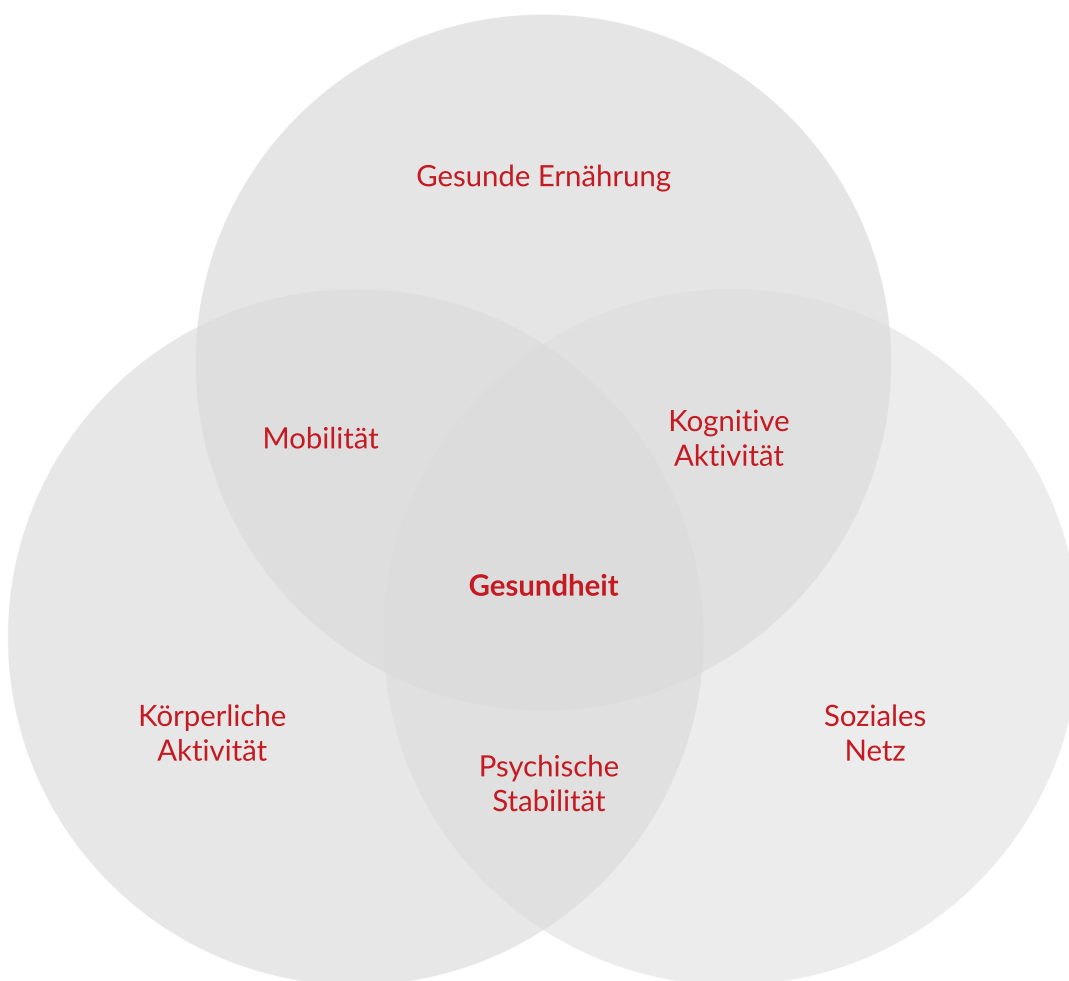 Gesunde Ernährung
Mobilität
Kognitive
Aktivität
Gesundheit
Körperliche
Aktivität
Soziales
Netz
Psychische
Stabilität